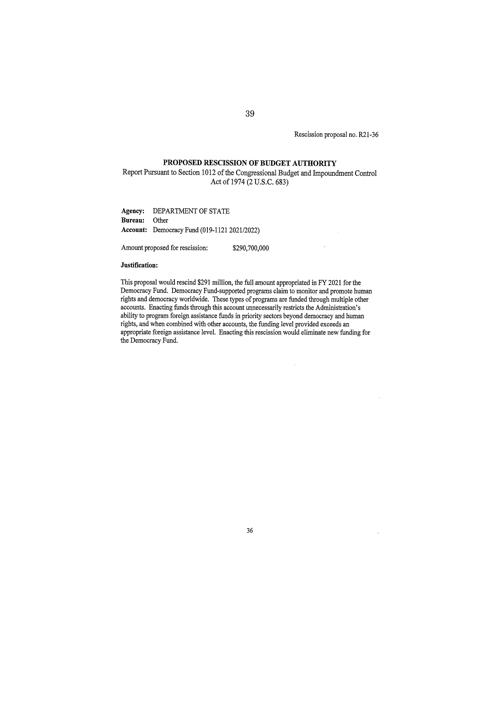 39
Rescission proposal no. R21-36
PROPOSED RESCISSION OF BUDGET AUTHORITY
Report Pursuant to Section 1012 of the Congressional Budget and Impoundment Control
Act of 1974 (2 U.S.C. 683)
Agency: DEPARTMENT OF STATE
Bureau: Other
Account: Democracy Fund (019-1121 2021/2022)
Amount proposed for rescission: $290,700,000
Justification:
This proposal would rescind $291 million, the full amount appropriated in FY 2021 for the
Democracy Fund. Democracy Fund-supported programs claim to monitor and promote human
rights and democracy worldwide. These types of programs are funded through multiple other
accounts. Enacting funds through this account unnecessarily restricts the Administration's
ability to program foreign assistance funds in priority sectors beyond democracy and human
rights, and when combined with other accounts, the funding level provided exceeds an
appropriate foreign assistance level. Enacting this rescission would eliminate new funding for
the Democracy Fund.
36